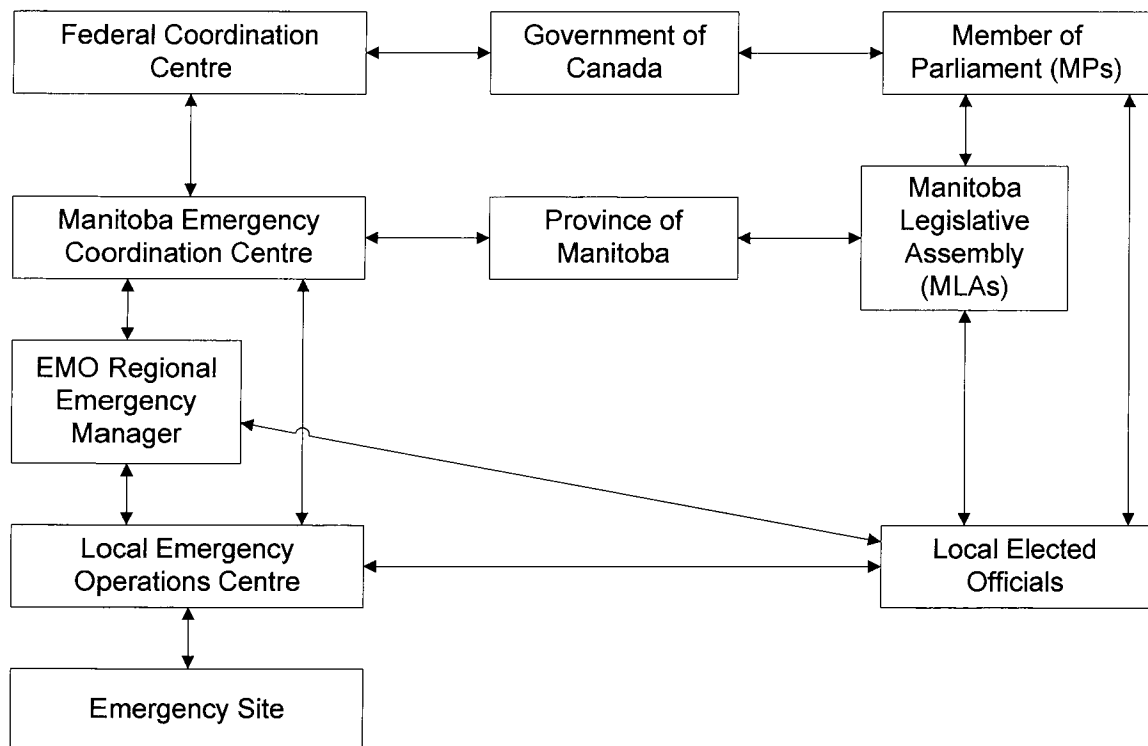 Federal Coordination
Centre
Government of
Canada
Member of
Parliament (MPs)
Manitoba Emergency
Coordination Centre
Province of
Manitoba
Manitoba
Legislative
Assembly
(MLAs)
EMO Regional
Emergency
Manager
Local Emergency
Operations Centre
Local Elected
Officials
Emergency Site